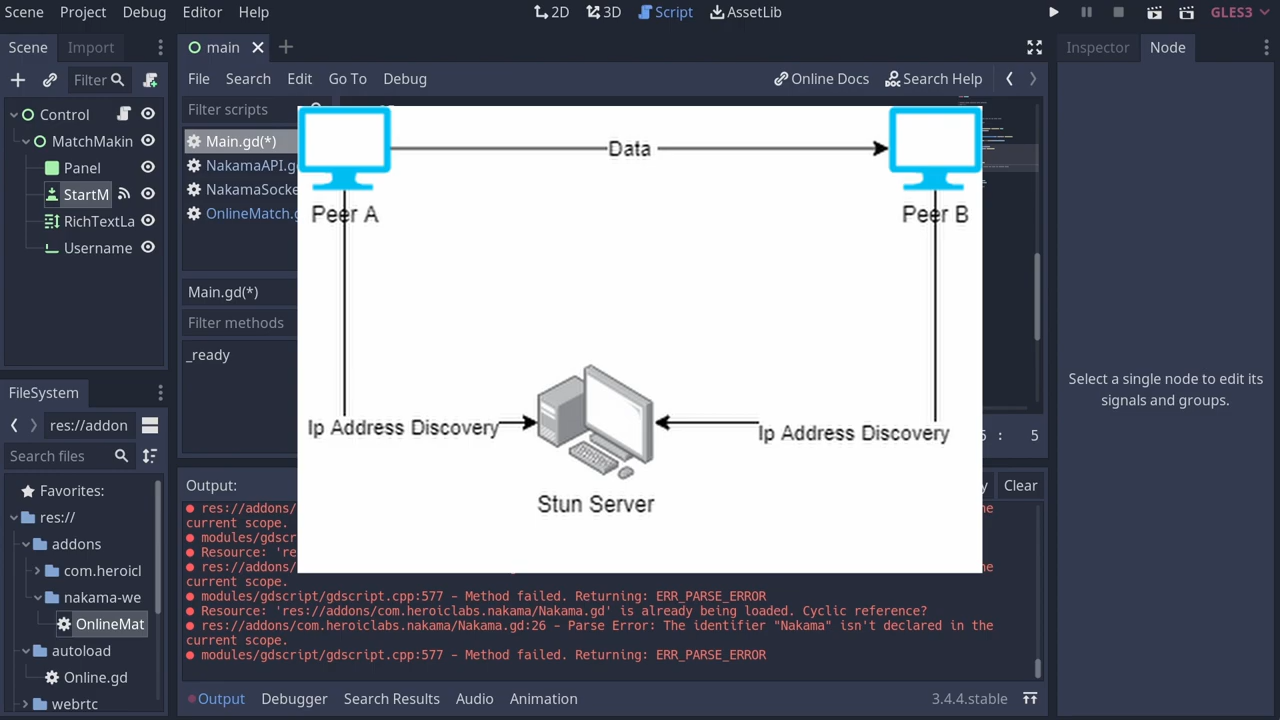 Scene Project Debug Editor Help 2D 3D Script AssetLib GLES3
Scene Import
Filter
Control
MatchMakin
Panel
StartM
RichTextLa
Username
FileSystem
res://addon
Search files
Favorites:
res://
addons
com.heroicl
nakama-we
OnlineMat
autoload
Online.gd
webrtc
main
File Search Edit Go To Debug Online Docs Search Help
Filter scripts
Main.gd(*)
NakamaAPI.g
NakamaSocke
OnlineMatch.g
Main.gd(*)
Filter methods
_ready
Data
Peer A
Peer B
Ip Address Discovery
Ip Address Discovery
Stun Server
: 5
Output:
Clear
res://addons/
ne
current scope.
modules/gdscr
Resource: 're
res://addons/
ne
current scope.
modules/gdscript/gdscript.cpp:577 - Method failed. Returning: ERR_PARSE_ERROR
Resource: 'res://addons/com.heroiclabs.nakama/Nakama.gd' is already being loaded. Cyclic reference?
res://addons/com.heroiclabs.nakama/Nakama.gd:26 - Parse Error: The identifier "Nakama" isn't declared in the
current scope.
modules/gdscript/gdscript.cpp:577 - Method failed. Returning: ERR_PARSE_ERROR
Output Debugger Search Results Audio Animation 3.4.4.stable
Inspector Node
Select a single node to edit its
signals and groups.